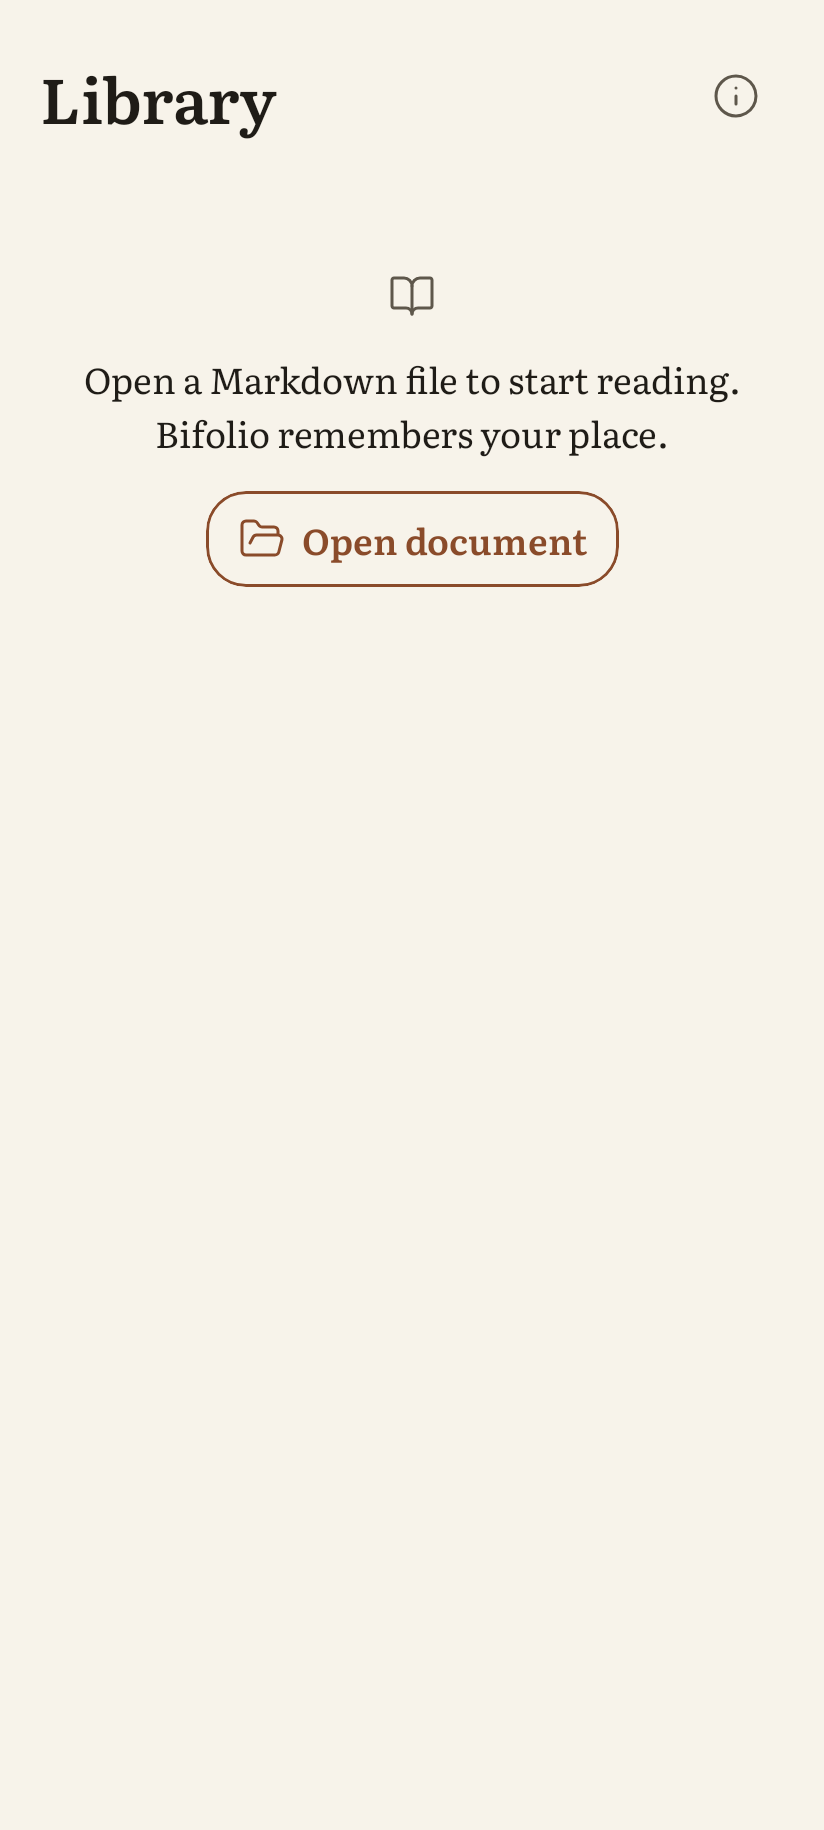 Library
Open a Markdown file to start reading.
Bifolio remembers your place.
Open document